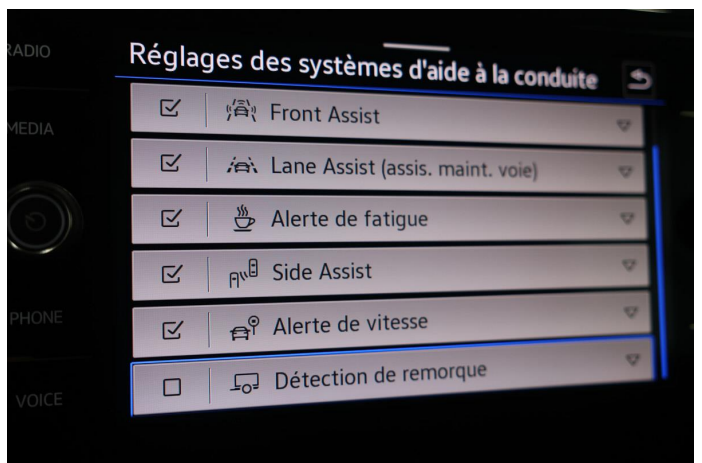 RADIO
Réglages des systèmes d'aide à la conduite
Front Assist
MEDIA
Lane Assist (assis. maint. voie)
Alerte de fatigue
Side Assist
PHONE
Alerte de vitesse
Détection de remorque
VOICE